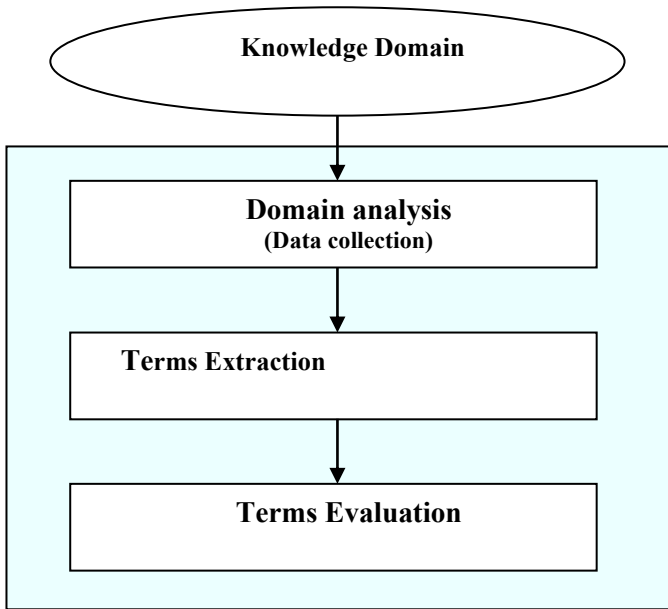 Knowledge Domain
Domain analysis
(Data collection)
Terms Extraction
Terms Evaluation